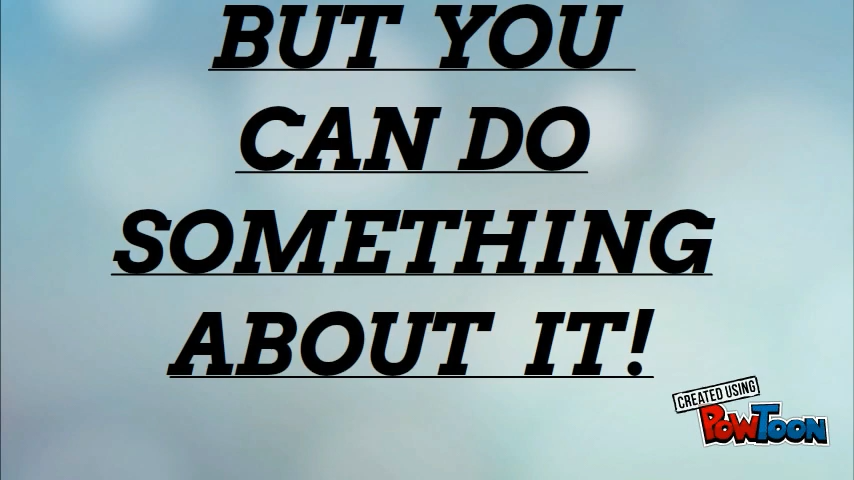 BUT YOU
CAN DO
SOMETHING
ABOUT IT!
CREATED USING
POWTOON